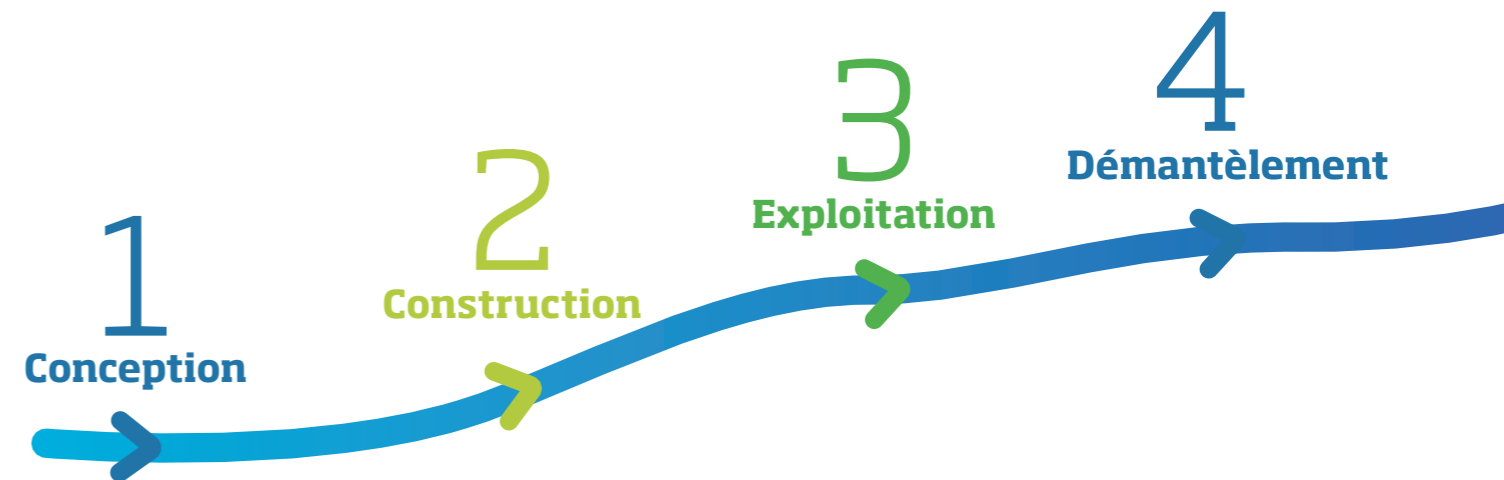 1
Conception
2
Construction
3
Exploitation
4
Démantèlement